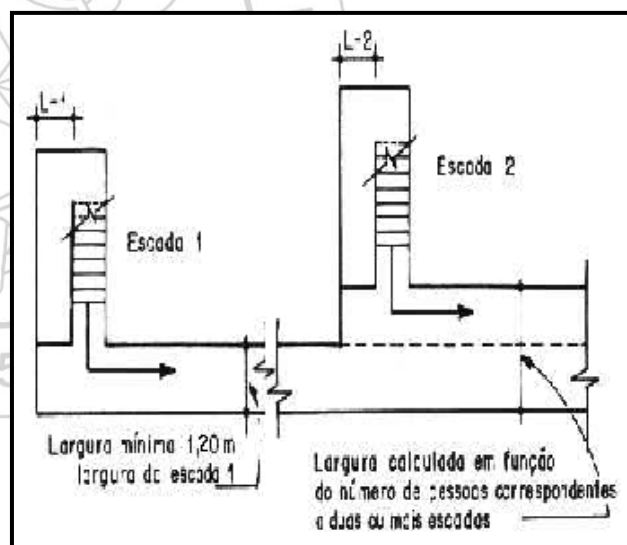 L-1
L-2
Escada 2
Escada 1
Largura mínima 1,20m
largura da escada 1
Largura calculada em função
do número de pessoas correspondentes
a duas ou mais escadas